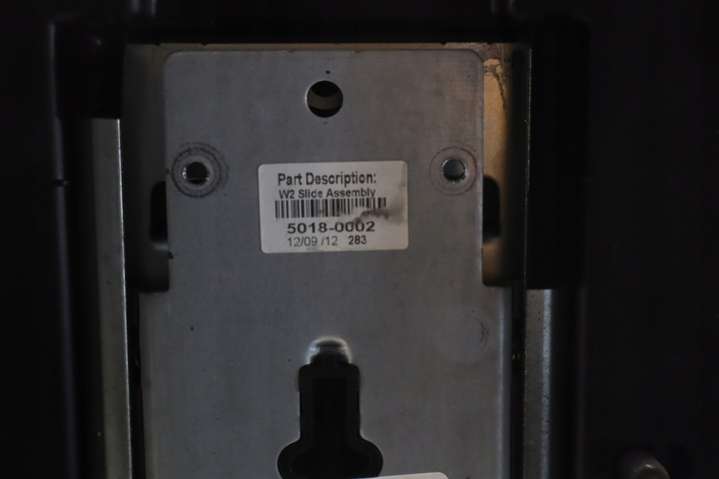 Part Description:
W2 Slide Assembly
5018-0002
12/09 /12 283